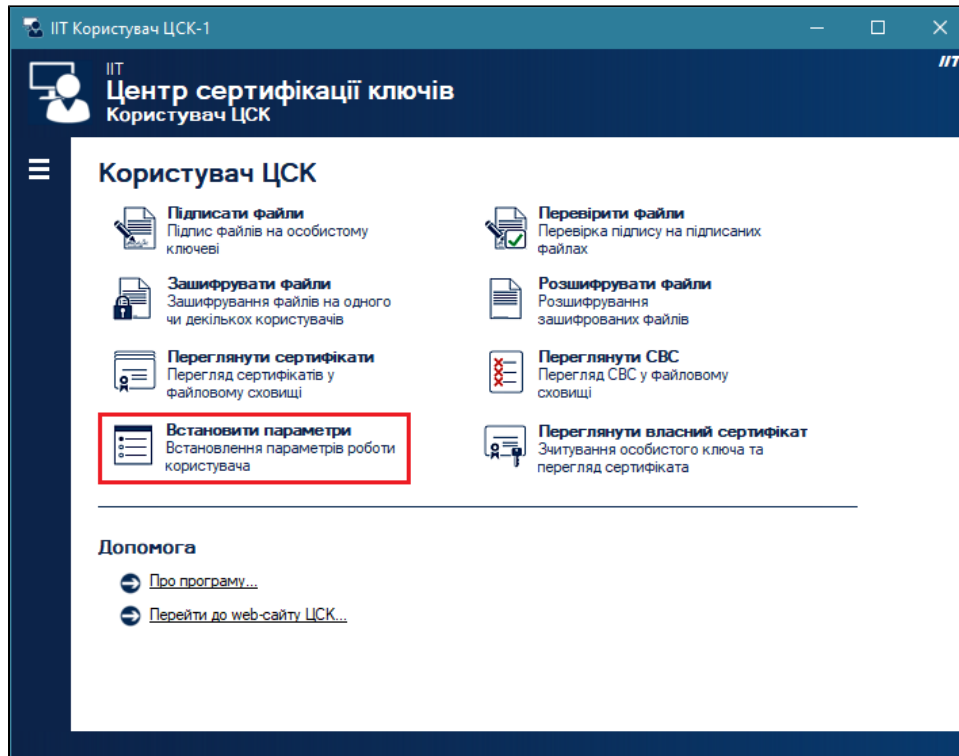 ІІТ Користувач ЦСК-1
ІІТ
ІІТ
Центр сертифікації ключів
Користувач ЦСК
Користувач ЦСК
Підписати файли
Підпис файлів на особистому
ключеві
Перевірити файли
Перевірка підпису на підписаних
файлах
Зашифрувати файли
Зашифрування файлів на одного
чи декількох користувачів
Розшифрувати файли
Розшифрування
зашифрованих файлів
Переглянути сертифікати
Перегляд сертифікатів у
файловому сховищі
Переглянути СВС
Перегляд СВС у файловому
сховищі
Встановити параметри
Встановлення параметрів роботи
користувача
Переглянути власний сертифікат
Зчитування особистого ключа та
перегляд сертифіката
Допомога
Про програму...
Перейти до web-сайту ЦСК...